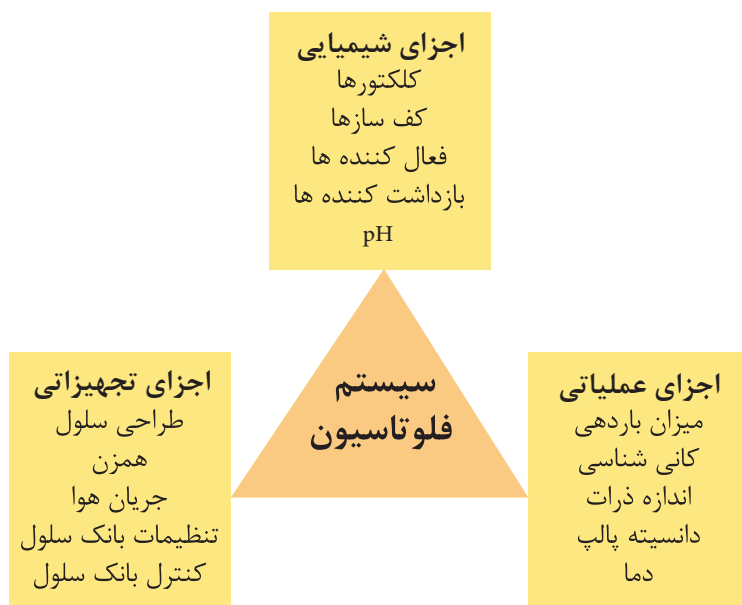 اجزای شیمیایی
کلکتورها
کف سازها
فعال کننده ها
بازداشت کننده ها
pH
سیستم
فلوتاسیون
اجزای عملیاتی
میزان باردهی
کانی شناسی
اندازه ذرات
دانسیته پالپ
دما
اجزای تجهیزاتی
طراحی سلول
همزن
جریان هوا
تنظیمات بانک سلول
کنترل بانک سلول